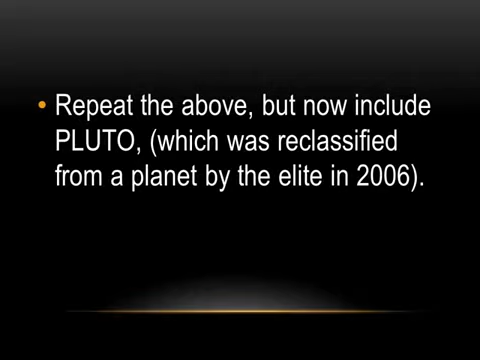 • Repeat the above, but now include
PLUTO, (which was reclassified
from a planet by the elite in 2006).